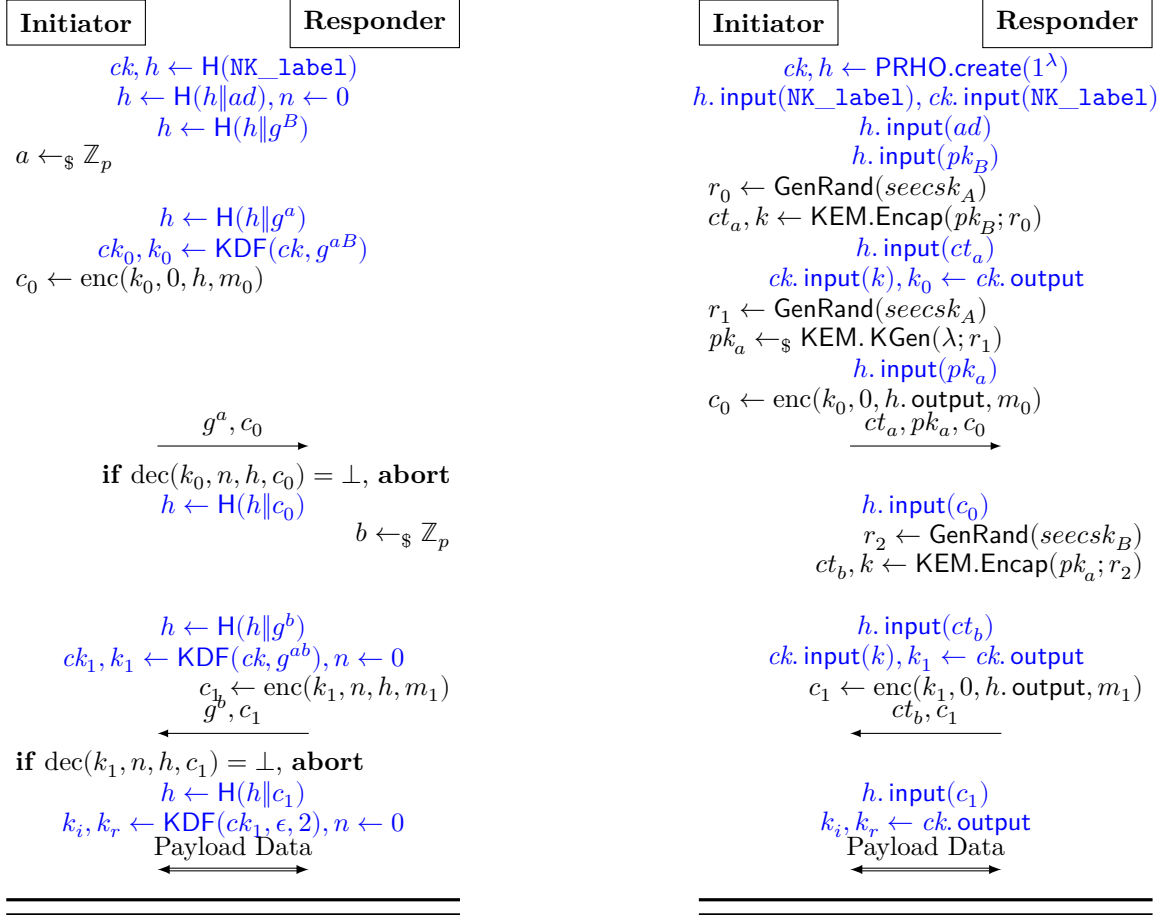 Initiator Responder
ck, h ← H(NK_label)
h ← H(h‖ad), n ← 0
h ← H(h‖g^B)
a ←$ ℤ_p
h ← H(h‖g^a)
ck_0, k_0 ← KDF(ck, g^{aB})
c_0 ← enc(k_0, 0, h, m_0)
g^a, c_0
if dec(k_0, n, h, c_0) = ⊥, abort
h ← H(h‖c_0)
b ←$ ℤ_p
h ← H(h‖g^b)
ck_1, k_1 ← KDF(ck, g^{ab}), n ← 0
c_1 ← enc(k_1, n, h, m_1)
g^b, c_1
if dec(k_1, n, h, c_1) = ⊥, abort
h ← H(h‖c_1)
k_i, k_r ← KDF(ck_1, ϵ, 2), n ← 0
Payload Data
Initiator Responder
ck, h ← PRHO.create(1^λ)
h.input(NK_label), ck.input(NK_label)
h.input(ad)
h.input(pk_B)
r_0 ← GenRand(seecsk_A)
ct_a, k ← KEM.Encap(pk_B; r_0)
h.input(ct_a)
ck.input(k), k_0 ← ck.output
r_1 ← GenRand(seecsk_A)
pk_a ←$ KEM.KGen(λ; r_1)
h.input(pk_a)
c_0 ← enc(k_0, 0, h.output, m_0)
ct_a, pk_a, c_0
h.input(c_0)
r_2 ← GenRand(seecsk_B)
ct_b, k ← KEM.Encap(pk_a; r_2)
h.input(ct_b)
ck.input(k), k_1 ← ck.output
c_1 ← enc(k_1, 0, h.output, m_1)
ct_b, c_1
h.input(c_1)
k_i, k_r ← ck.output
Payload Data